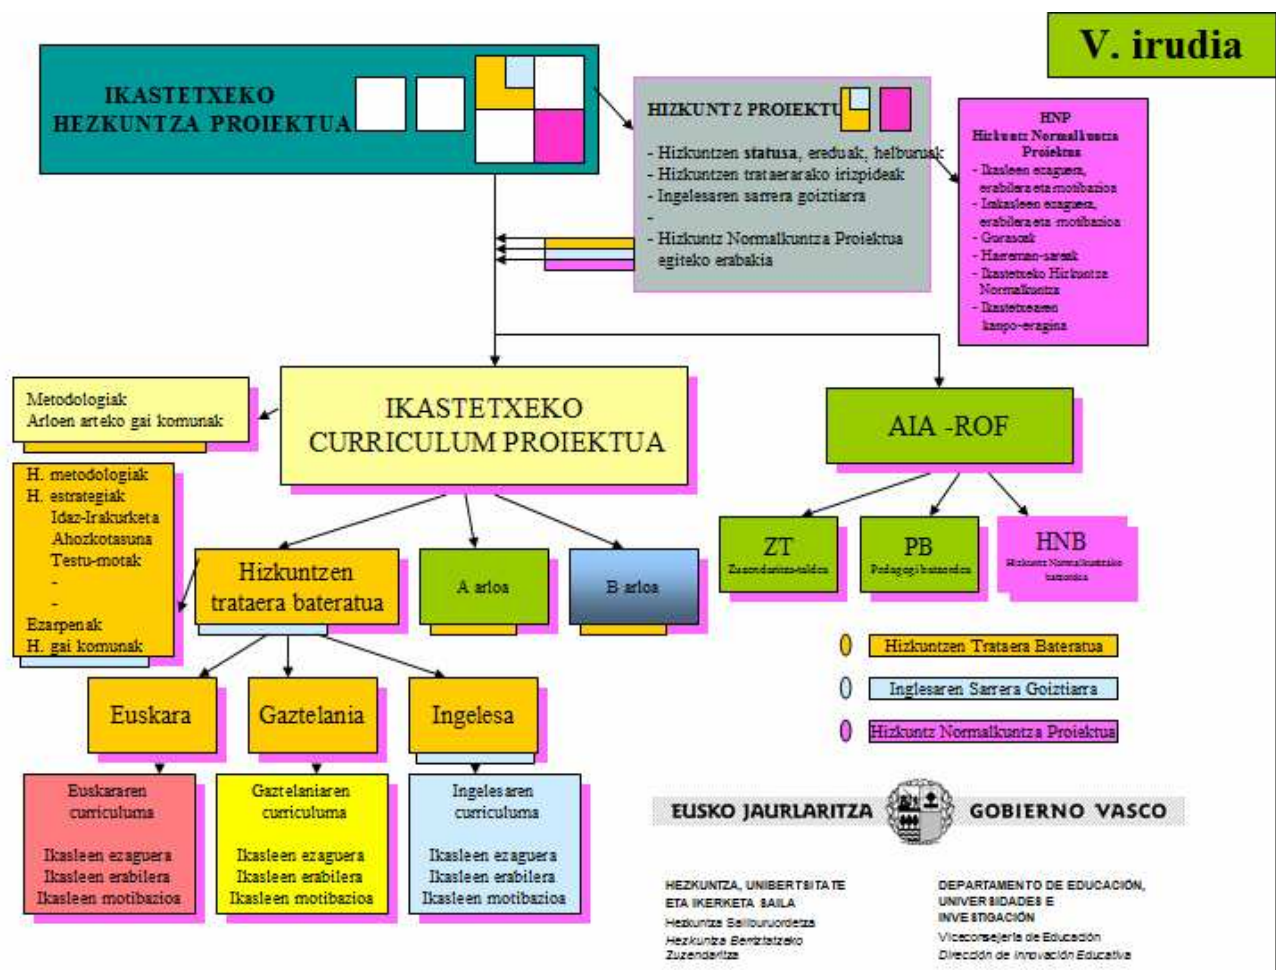 V. irudia
IKASTETXEKO
HEZKUNTZA PROIEKTUA
HIZKUNTZ PROIEKTU
- Hizkuntzen statusa, ereduak, helburuak
- Hizkuntzen trataerarako irizpideak
- Ingelesaren sarrera goiztiarra
-
- Hizkuntz Normalkuntza Proiektua
egiteko erabakia
HNP
Hizkuntz Normalkuntza
Proiektua
- Ikasleen ezaguera,
erabilera eta motibazioa
- Irakasleen ezaguera,
erabilera eta motibazioa
- Gurasoak
- Harreman-sareak
- Ikastetxeko Hizkuntza
Normalkuntza
- Ikastetxearen
kanpo-eragina
Metodologiak
Arloen arteko gai komunak
IKASTETXEKO
CURRICULUM PROIEKTUA
AIA -ROF
H. metodologiak
H. estrategiak
Idaz-Irakurketa
Ahozkotasuna
Testu-motak
-
-
Ezarpenak
H. gai komunak
Hizkuntzen
trataera bateratua
A arloa
B arloa
ZT
Zuzendaritza-taldea
PB
Pedagogi batzordea
HNB
Hizkuntz Normalkuntzako
batzordea
Hizkuntzen Trataera Bateratua
Inglesaren Sarrera Goiztiarra
Hizkuntz Normalkuntza Proiektua
Euskara
Gaztelania
Ingelesa
Euskararen
curriculuma
Ikasleen ezaguera
Ikasleen erabilera
Ikasleen motibazioa
Gaztelaniaren
curriculuma
Ikasleen ezaguera
Ikasleen erabilera
Ikasleen motibazioa
Ingelesaren
curriculuma
Ikasleen ezaguera
Ikasleen erabilera
Ikasleen motibazioa
EUSKO JAURLARITZA
GOBIERNO VASCO
HEZKUNTZA, UNIBERTSITATE
ETA IKERKETA SAILA
Hezkuntza Sailburuordetza
Hezkuntza Berriztatzeko
Zuzendaritza
DEPARTAMENTO DE EDUCACIÓN,
UNIVERSIDADES E
INVESTIGACIÓN
Viceconsejería de Educación
Dirección de Innovación Educativa